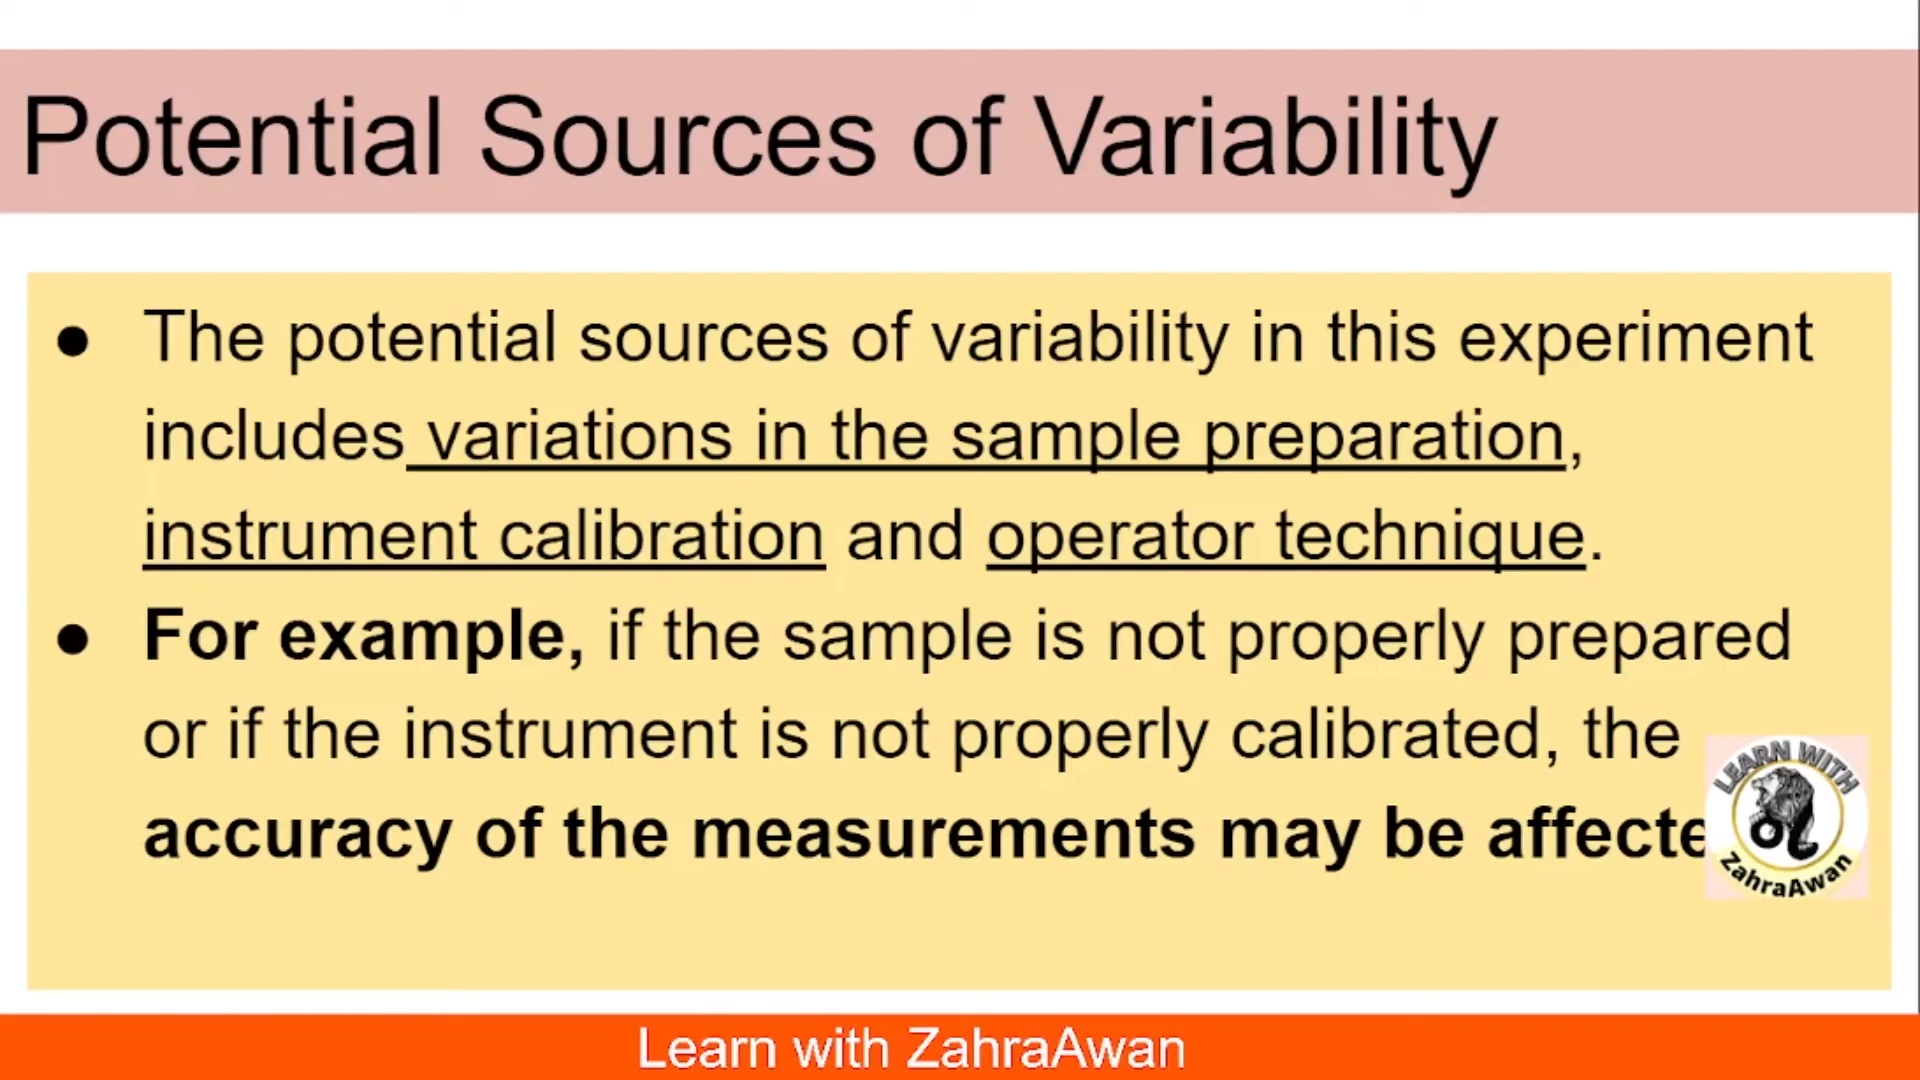 Potential Sources of Variability
● The potential sources of variability in this experiment
includes variations in the sample preparation,
instrument calibration and operator technique.
● For example, if the sample is not properly prepared
or if the instrument is not properly calibrated, the
accuracy of the measurements may be affecte
LEARN WITH
ZahraAwan
Learn with ZahraAwan